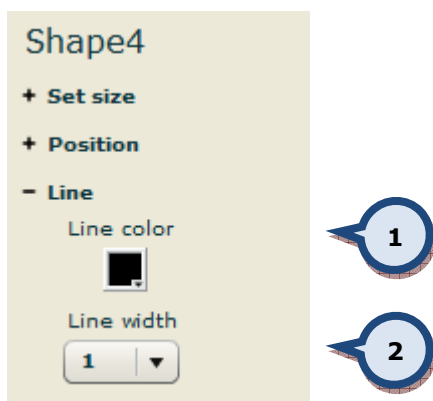 Shape4
+ Set size
+ Position
- Line
Line color
1
Line width
1
2